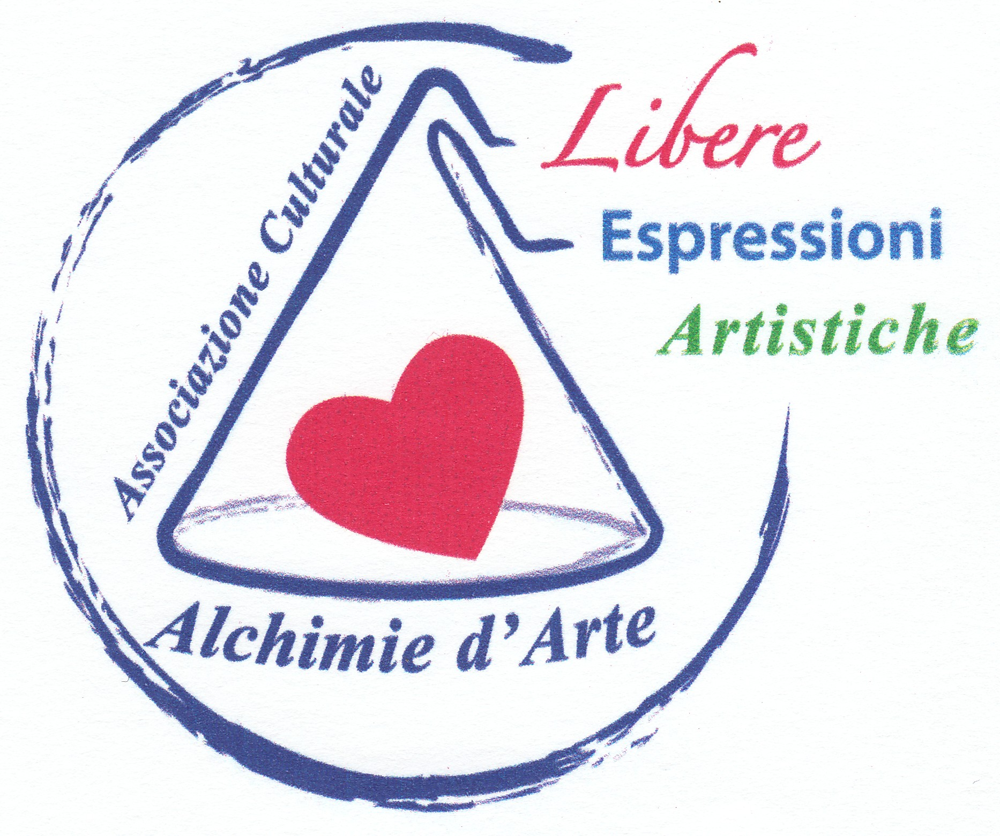 Associazione Culturale
Libere
Espressioni
Artistiche
Alchimie d’Arte